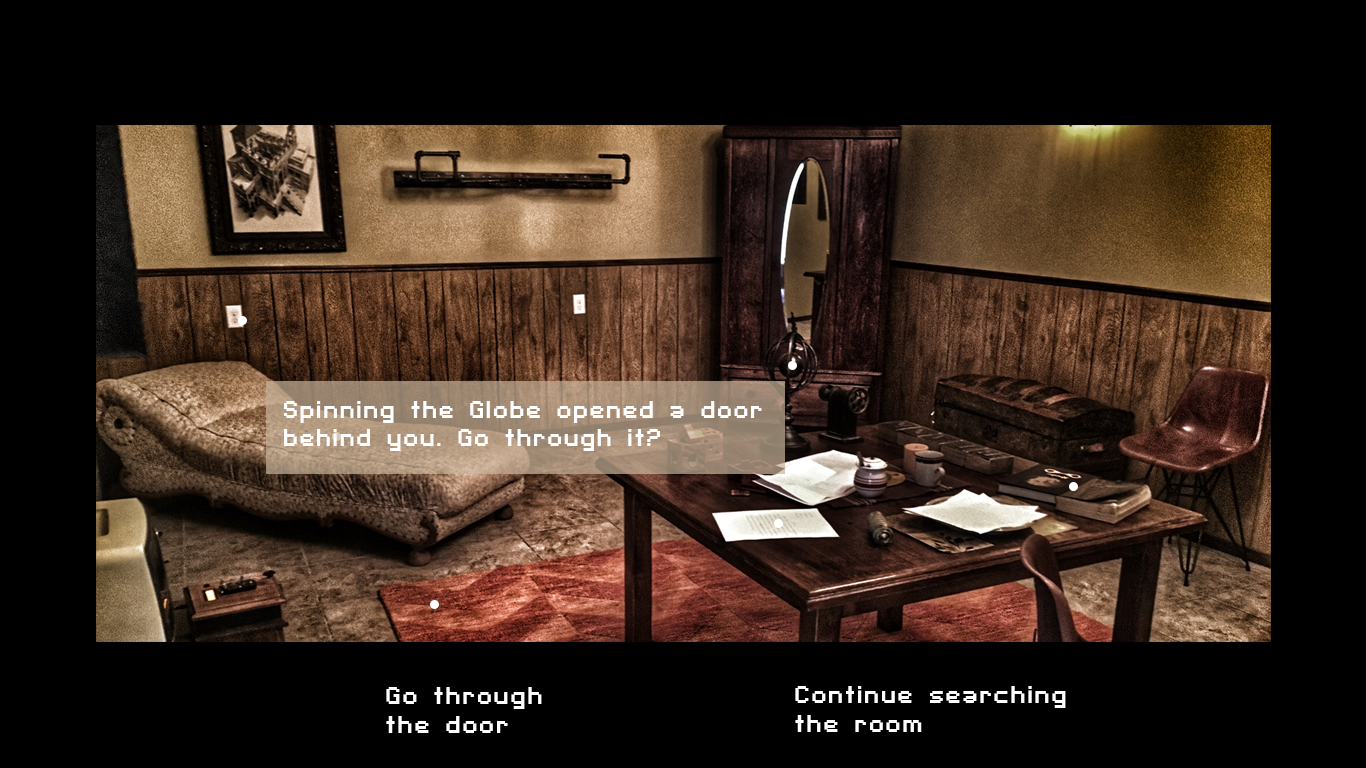 Spinning the Globe opened a door
behind you. Go through it?
Go through
the door
Continue searching
the room